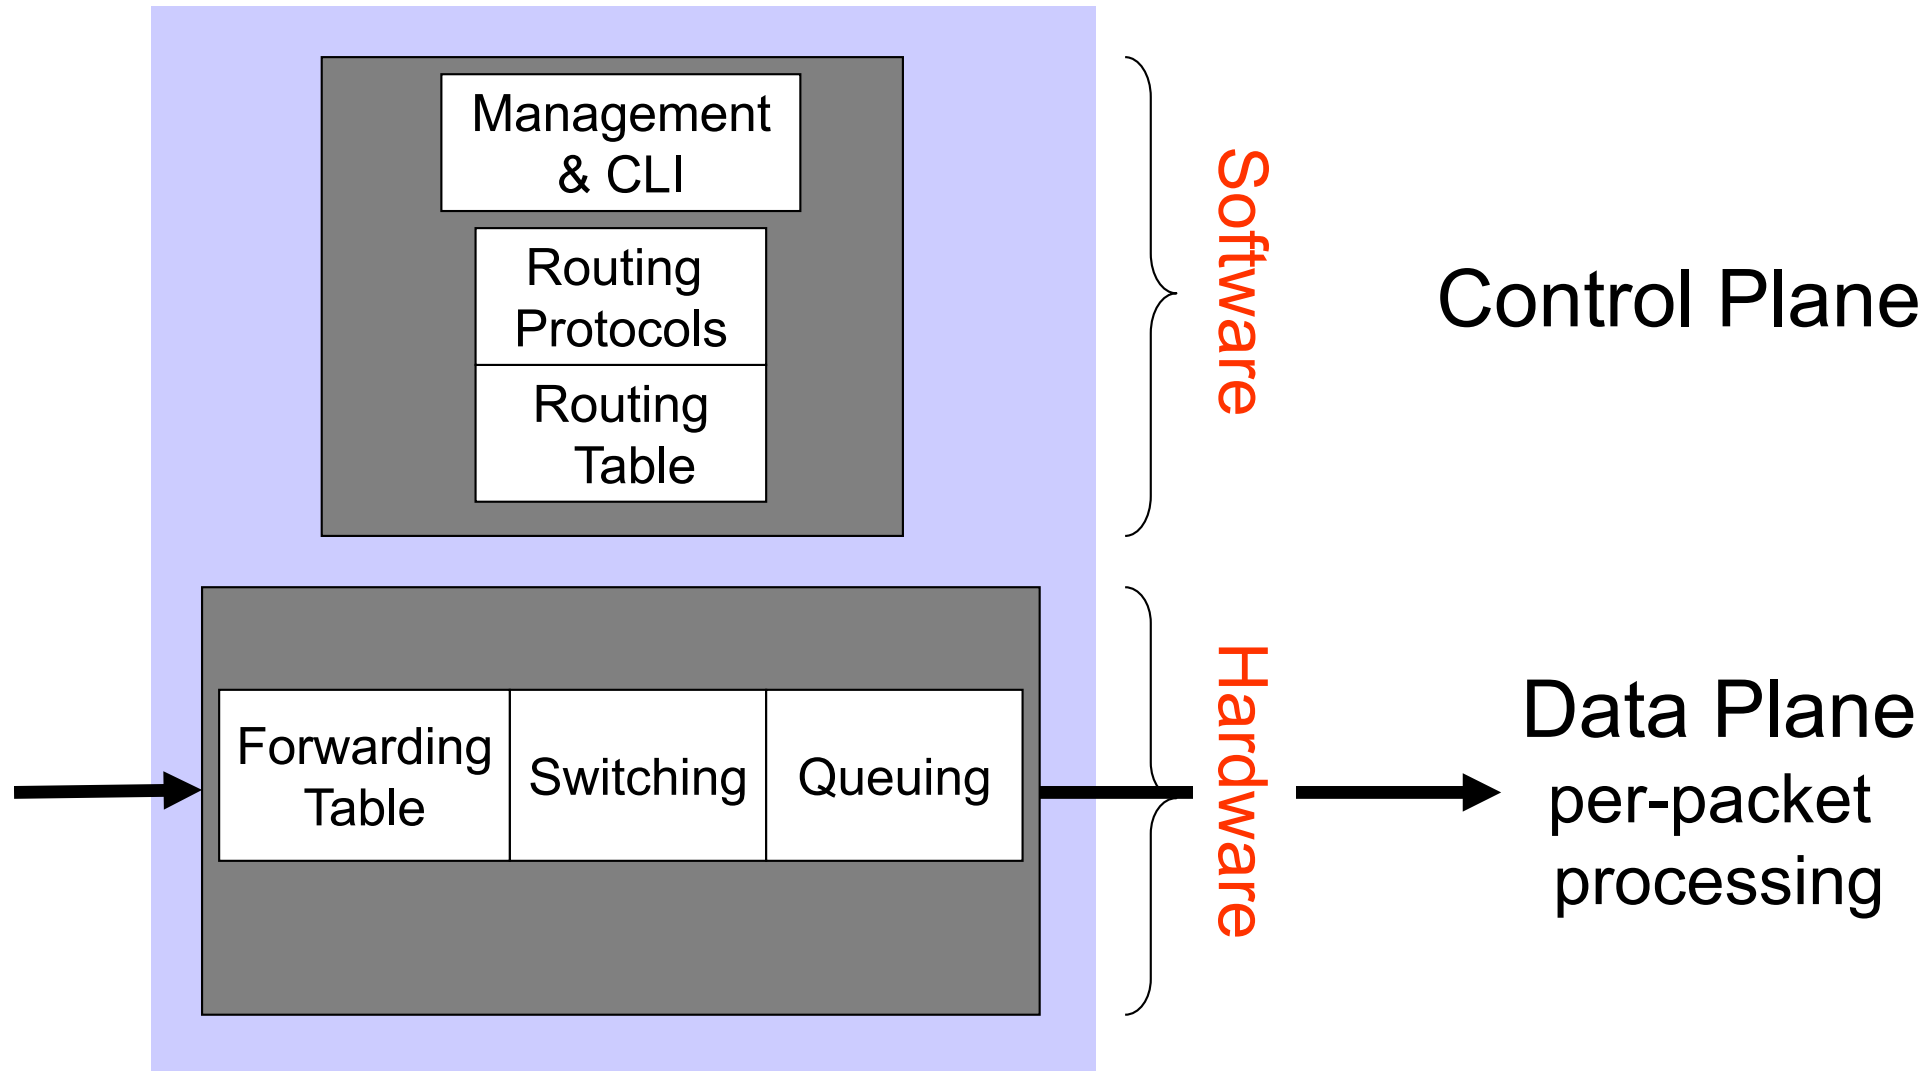 Management
& CLI
Routing
Protocols
Routing
Table
Software
Control Plane
Forwarding
Table
Switching
Queuing
Hardware
Data Plane
per-packet
processing